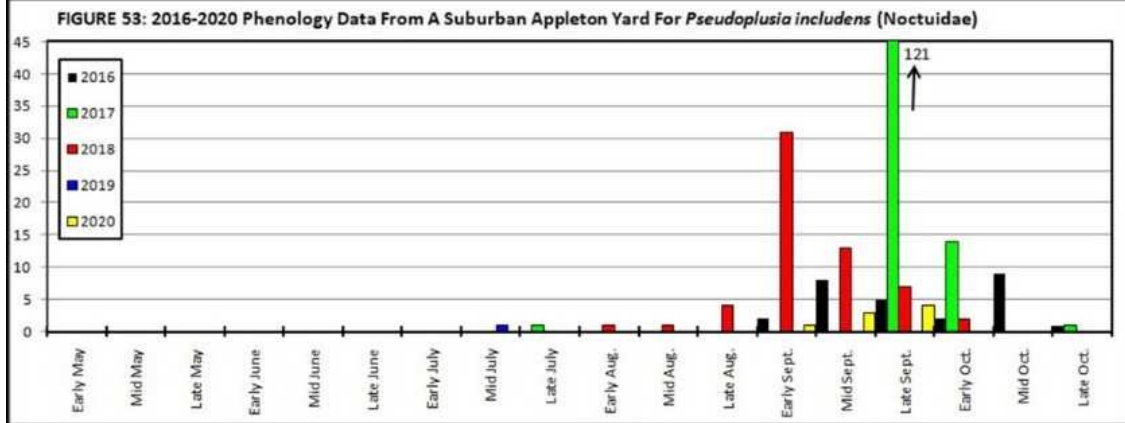 FIGURE 53: 2016-2020 Phenology Data From A Suburban Appleton Yard For Pseudoplusia includens (Noctuidae)
45
40
35
30
25
20
15
10
5
0
2016
2017
2018
2019
2020
121
Early May
Mid May
Late May
Early June
Mid June
Late June
Early July
Mid July
Late July
Early Aug.
Mid Aug.
Late Aug.
Early Sept.
Mid Sept.
Late Sept.
Early Oct.
Mid Oct.
Late Oct.